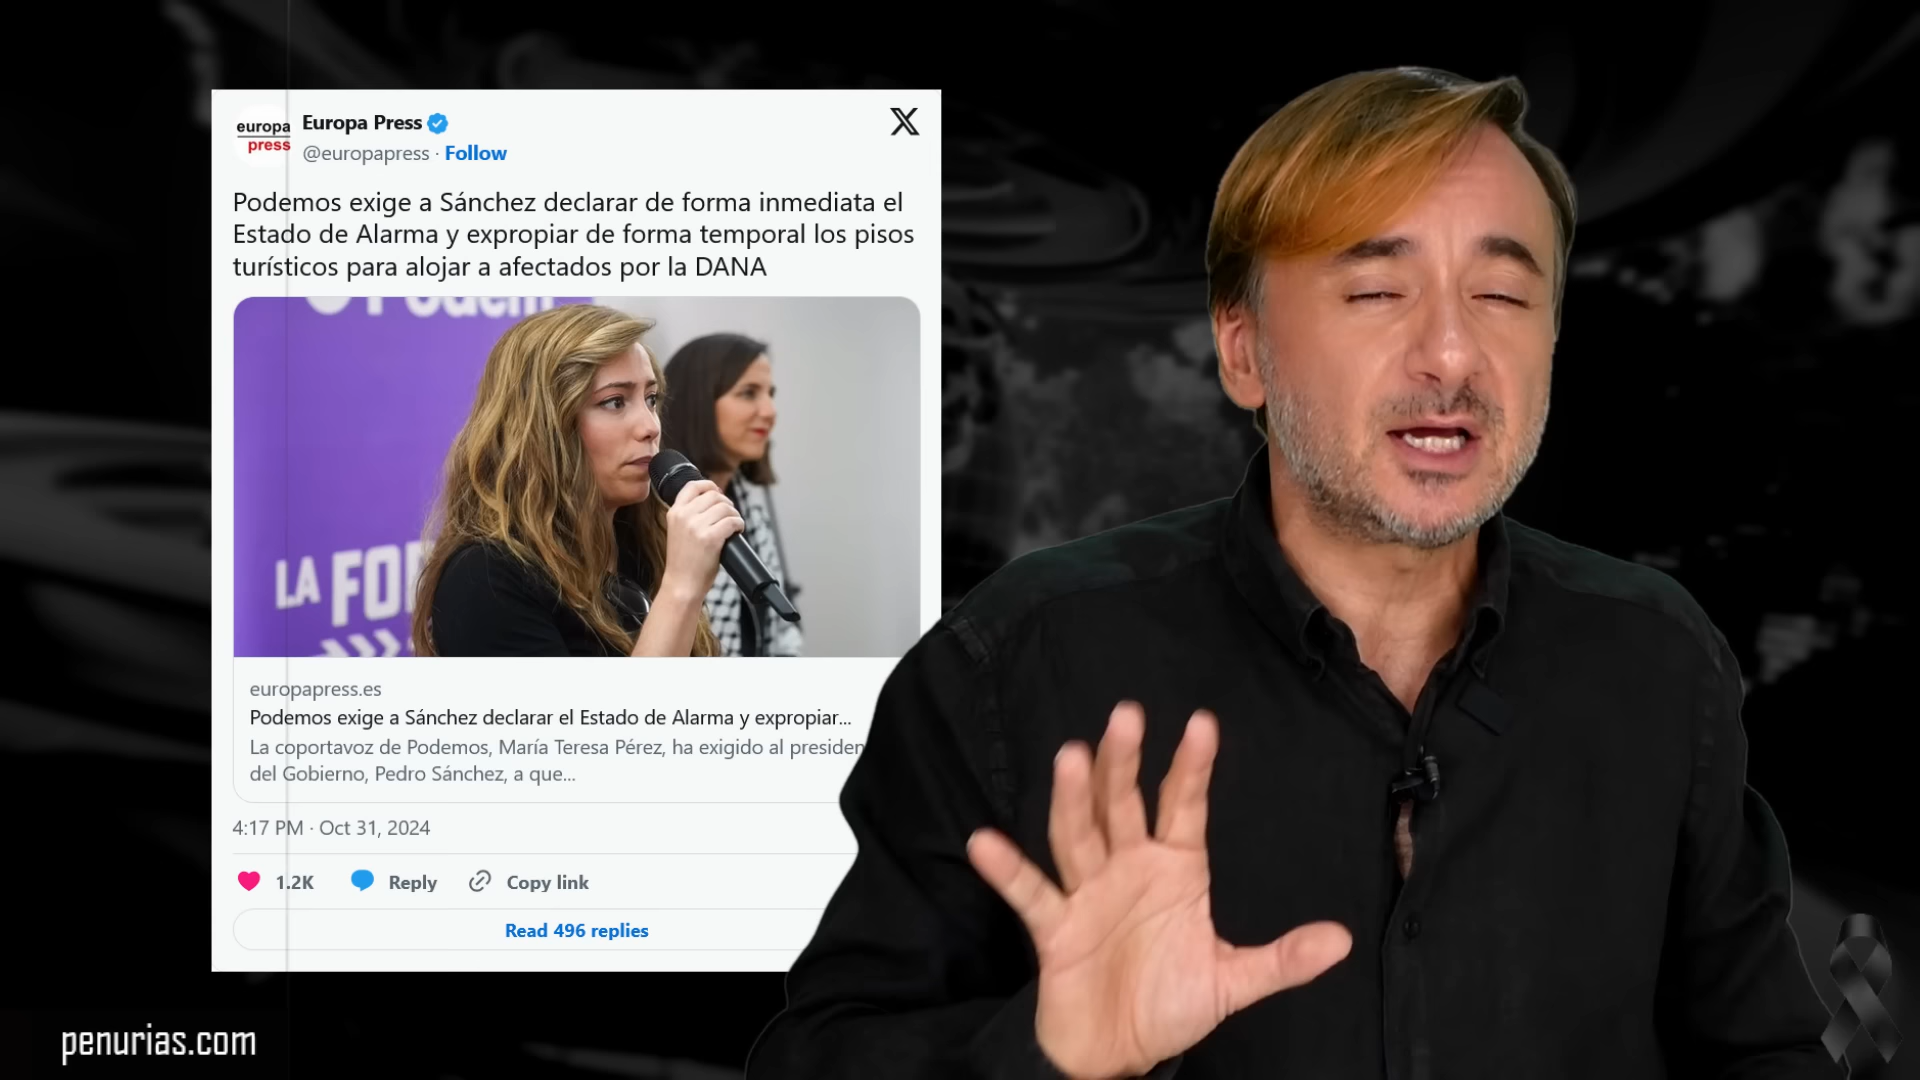 europa
press
Europa Press
@europapress · Follow
Podemos exige a Sánchez declarar de forma inmediata el
Estado de Alarma y expropiar de forma temporal los pisos
turísticos para alojar a afectados por la DANA
LA FOR
europapress.es
Podemos exige a Sánchez declarar el Estado de Alarma y expropiar...
La coportavoz de Podemos, María Teresa Pérez, ha exigido al presiden
del Gobierno, Pedro Sánchez, a que...
4:17 PM · Oct 31, 2024
1.2K Reply Copy link
Read 496 replies
penurias.com